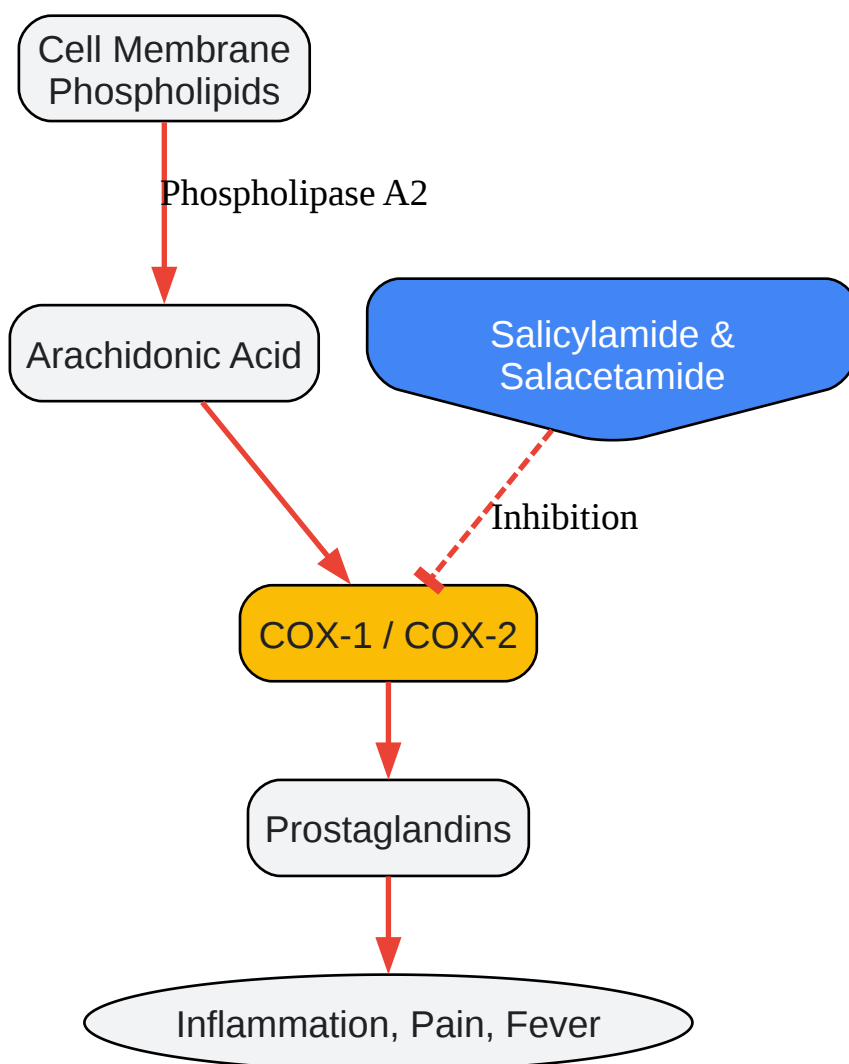 Cell Membrane
Phospholipids
Phospholipase A2
Arachidonic Acid
Salicylamide &
Salacetamide
Inhibition
COX-1 / COX-2
Prostaglandins
Inflammation, Pain, Fever